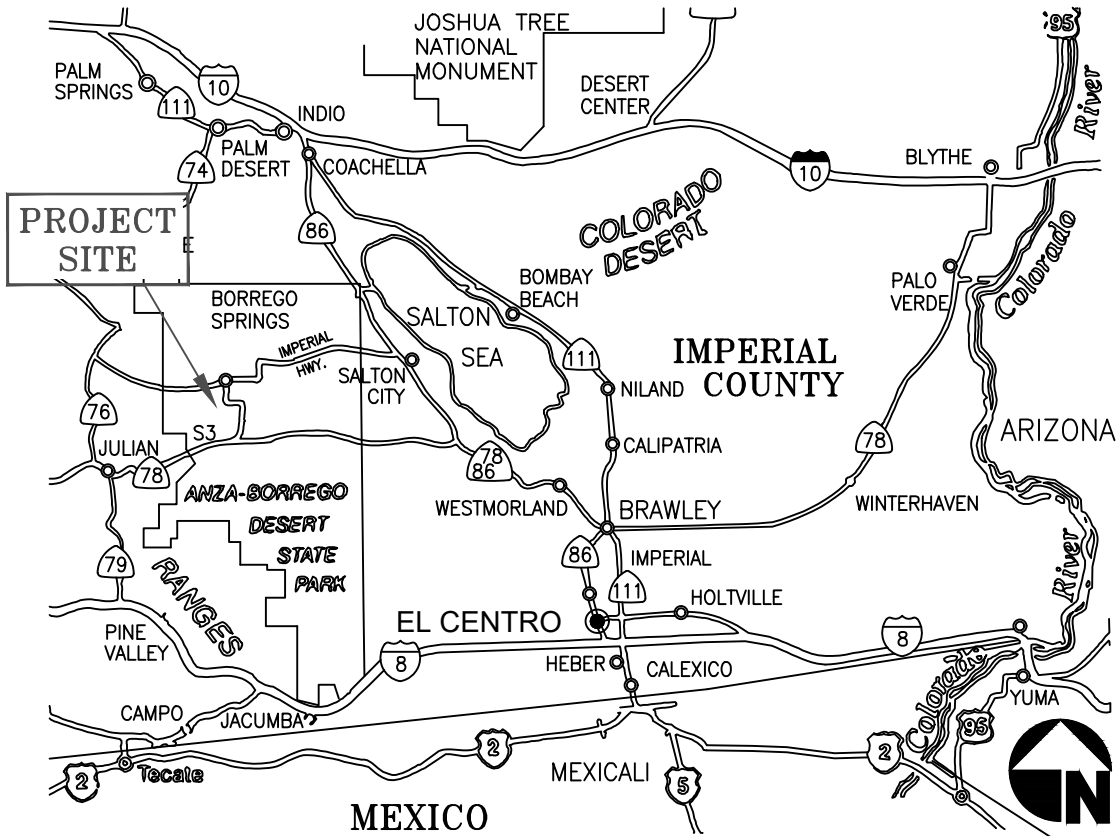 JOSHUA TREE
NATIONAL
MONUMENT
95
River
PALM
SPRINGS
10
DESERT
CENTER
111
INDIO
PALM
DESERT
COACHELLA
74
10
BLYTHE
PROJECT
SITE
E
86
COLORADO
DESERT
Colorado
BORREGO
SPRINGS
BOMBAY
BEACH
PALO
VERDE
SALTON
SEA
IMPERIAL
HWY.
SALTON
CITY
111
IMPERIAL
COUNTY
NILAND
76
S3
CALIPATRIA
78
ARIZONA
JULIAN
78
78
86
WESTMORLAND
BRAWLEY
WINTERHAVEN
ANZA-BORREGO
DESERT
STATE
PARK
79
RANGES
86
IMPERIAL
111
River
HOLTVILLE
EL CENTRO
PINE
VALLEY
8
8
HEBER
CALEXICO
Colorado
YUMA
CAMPO
JACUMBA
95
2
2
MEXICALI
2
Tecate
5
MEXICO
N